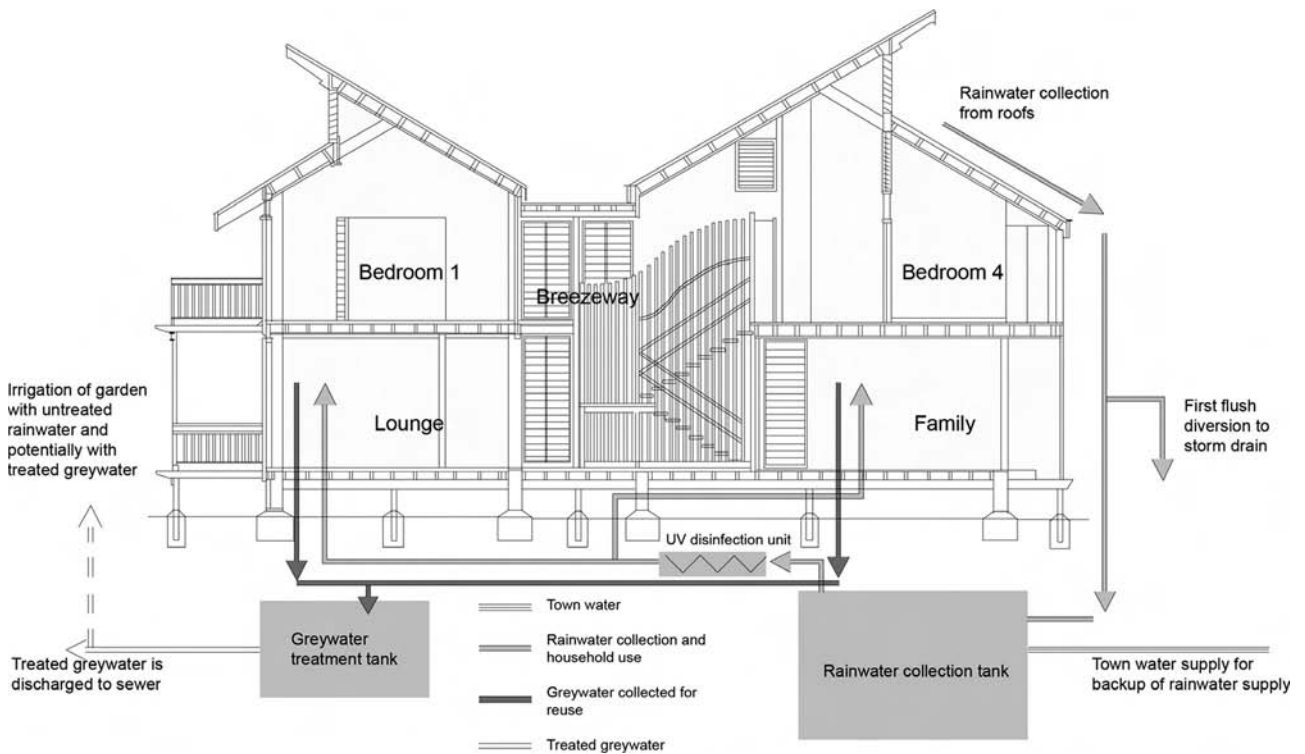 Rainwater collection
from roofs
Bedroom 1
Breezeway
Bedroom 4
Irrigation of garden
with untreated
rainwater and
potentially with
treated greywater
Lounge
Family
First flush
diversion to
storm drain
UV disinfection unit
Greywater
treatment tank
Treated greywater is
discharged to sewer
Town water
Rainwater collection and
household use
Greywater collected for
reuse
Treated greywater
Rainwater collection tank
Town water supply for
backup of rainwater supply